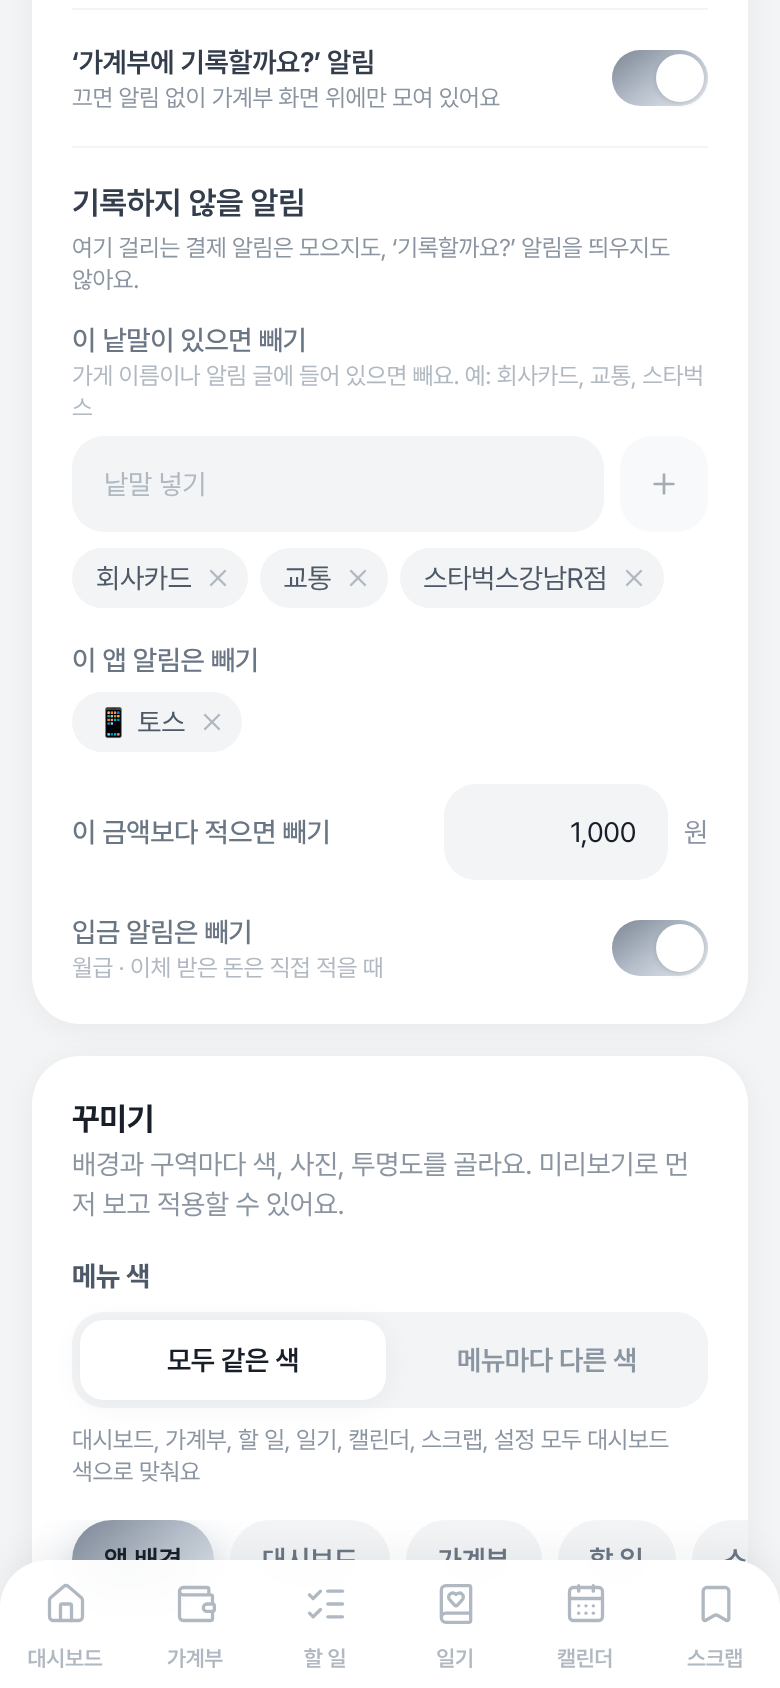 ‘가계부에 기록할까요?’ 알림
끄면 알림 없이 가계부 화면 위에만 모여 있어요
기록하지 않을 알림
여기 걸리는 결제 알림은 모으지도, ‘기록할까요?’ 알림을 띄우지도
않아요.
이 낱말이 있으면 빼기
가게 이름이나 알림 글에 들어 있으면 빼요. 예: 회사카드, 교통, 스타벅
스
낱말 넣기
회사카드 교통 스타벅스강남R점
이 앱 알림은 빼기
토스
이 금액보다 적으면 빼기 1,000 원
입금 알림은 빼기
월급 · 이체 받은 돈은 직접 적을 때
꾸미기
배경과 구역마다 색, 사진, 투명도를 골라요. 미리보기로 먼
저 보고 적용할 수 있어요.
메뉴 색
모두 같은 색 메뉴마다 다른 색
대시보드, 가계부, 할 일, 일기, 캘린더, 스크랩, 설정 모두 대시보드
색으로 맞춰요
앱 배경 대시보드 가계부 할 일
대시보드 가계부 할 일 일기 캘린더 스크랩